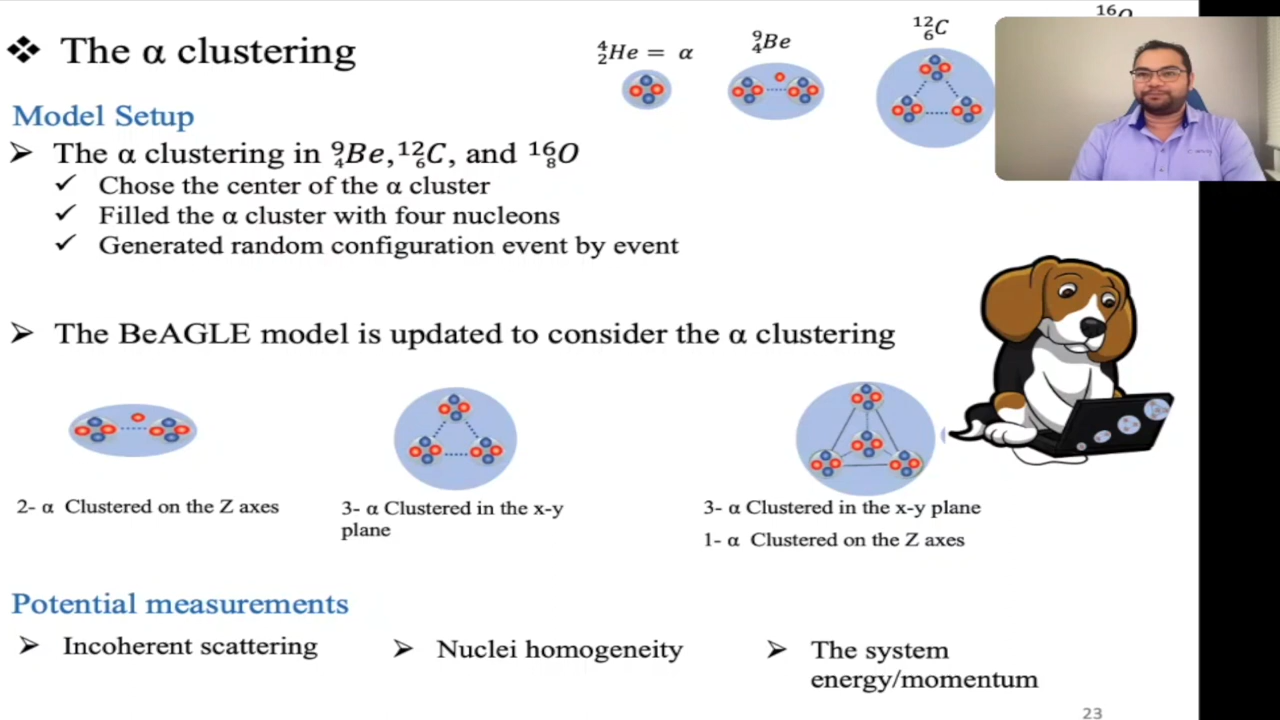 ❖ The α clustering
⁴₂He = α
⁹₄Be
¹²₆C
Model Setup
➢ The α clustering in ⁹₄Be, ¹²₆C, and ¹⁶₈O
✓ Chose the center of the α cluster
✓ Filled the α cluster with four nucleons
✓ Generated random configuration event by event
➢ The BeAGLE model is updated to consider the α clustering
2- α Clustered on the Z axes
3- α Clustered in the x-y
plane
3- α Clustered in the x-y plane
1- α Clustered on the Z axes
Potential measurements
➢ Incoherent scattering
➢ Nuclei homogeneity
➢ The system
energy/momentum
23